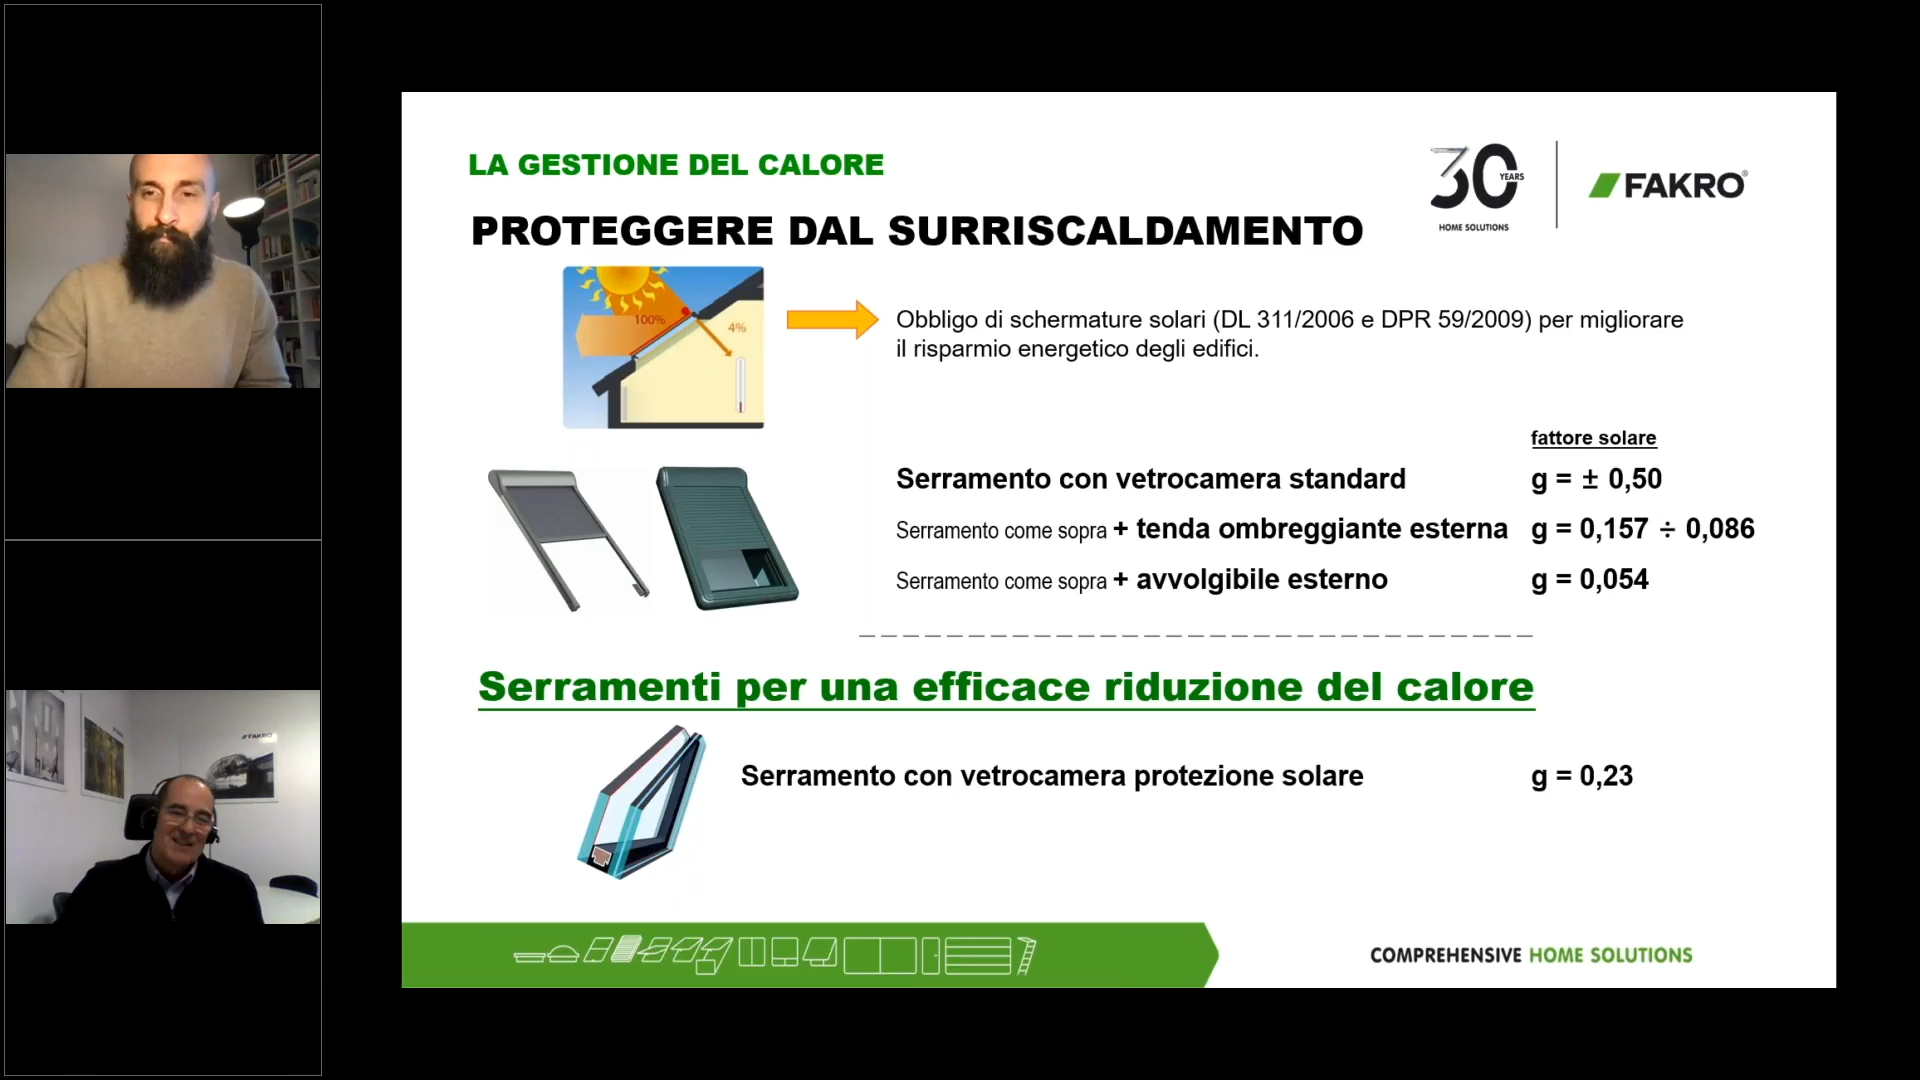 LA GESTIONE DEL CALORE
PROTEGGERE DAL SURRISCALDAMENTO
30 YEARS
HOME SOLUTIONS
FAKRO®
100%
4%
Obbligo di schermature solari (DL 311/2006 e DPR 59/2009) per migliorare
il risparmio energetico degli edifici.
fattore solare
Serramento con vetrocamera standard g = ± 0,50
Serramento come sopra + tenda ombreggiante esterna g = 0,157 ÷ 0,086
Serramento come sopra + avvolgibile esterno g = 0,054
Serramenti per una efficace riduzione del calore
Serramento con vetrocamera protezione solare g = 0,23
COMPREHENSIVE HOME SOLUTIONS
FAKRO